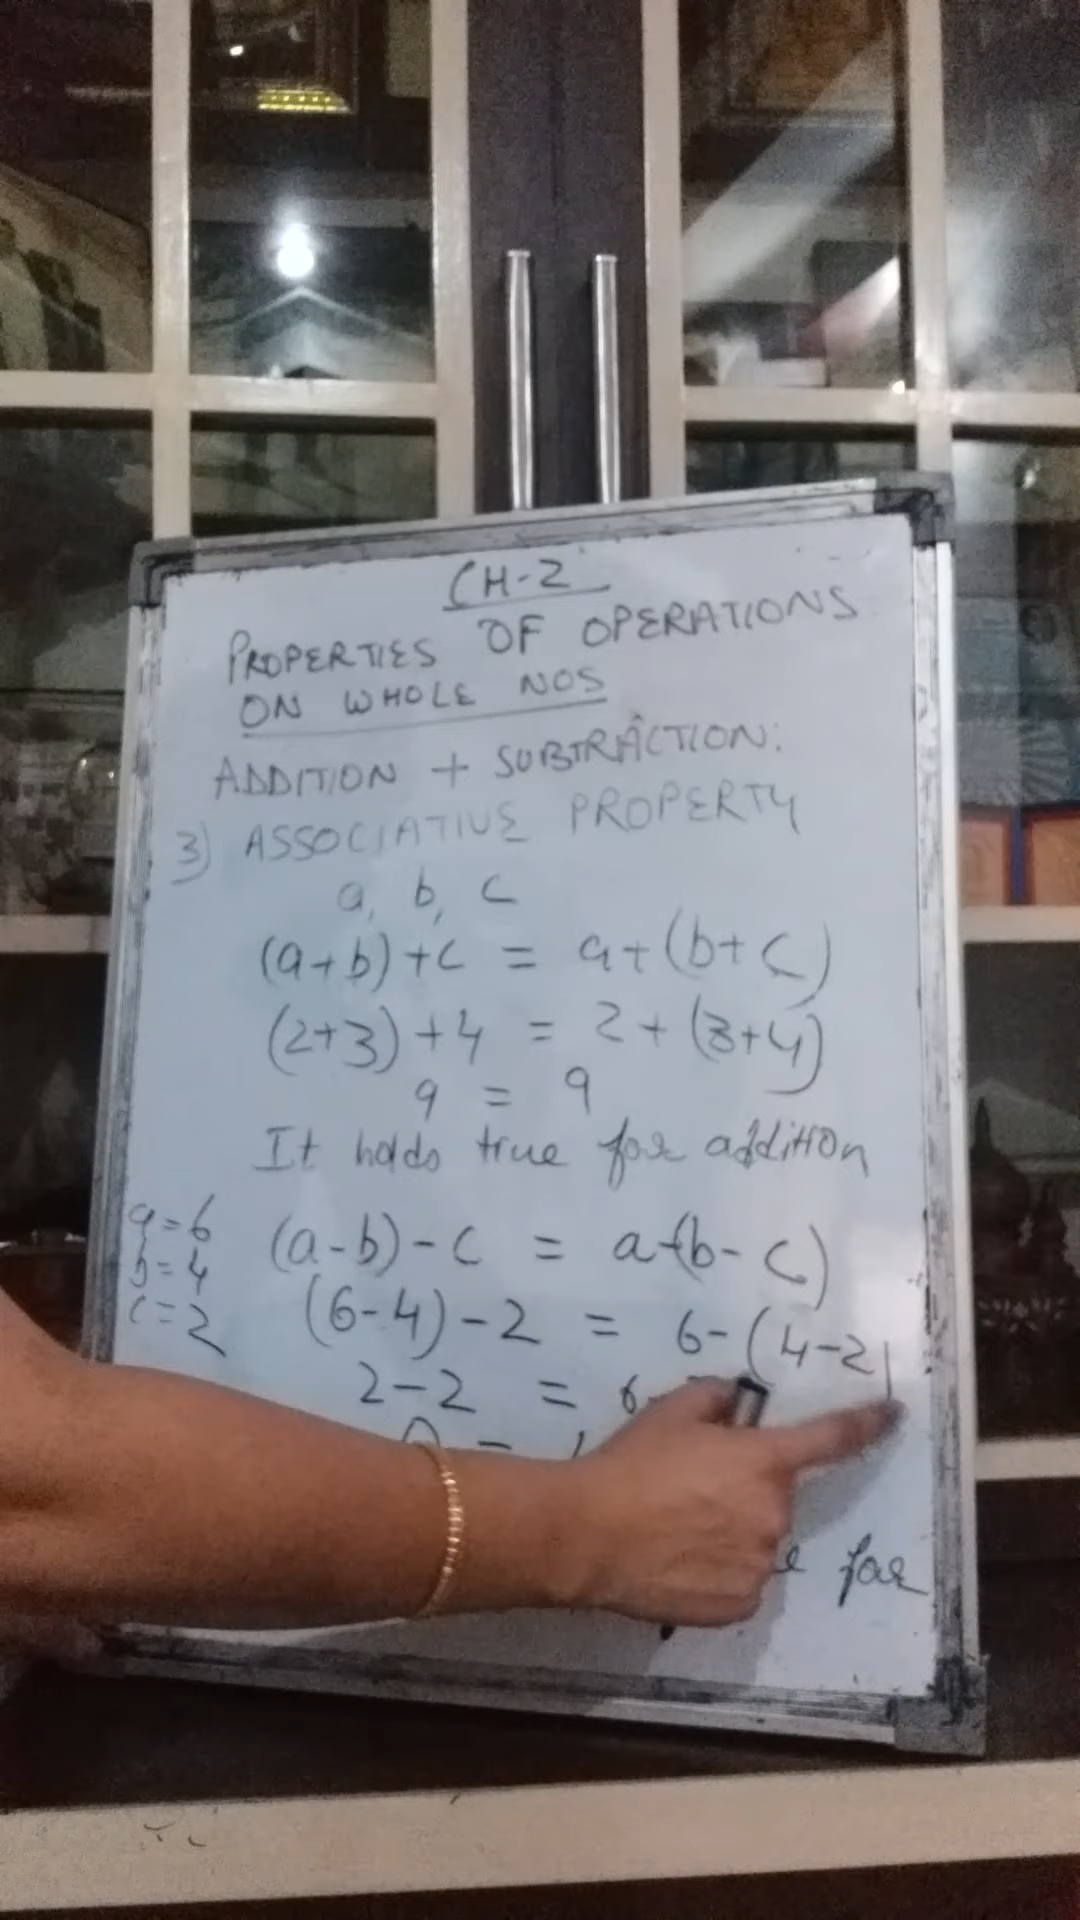 CH-2
PROPERTIES OF OPERATIONS
ON WHOLE NOS
ADDITION + SUBTRACTION:
3) ASSOCIATIVE PROPERTY
a, b, c
(a+b)+c = a+(b+c)
(2+3)+4 = 2+(3+4)
9 = 9
It holds true for addition
a=6
b=4
c=2
(a-b)-c = a-(b-c)
(6-4)-2 = 6-(4-2)
2-2 = 6-
0 =
for